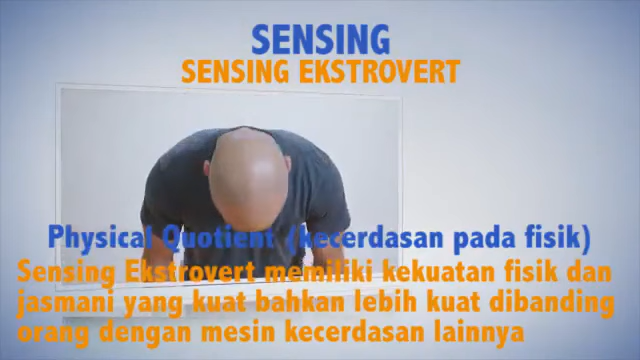 SENSING
SENSING EKSTROVERT
Physical Quotient (kecerdasan pada fisik)
Sensing Ekstrovert memiliki kekuatan fisik dan
jasmani yang kuat bahkan lebih kuat dibanding
orang dengan mesin kecerdasan lainnya